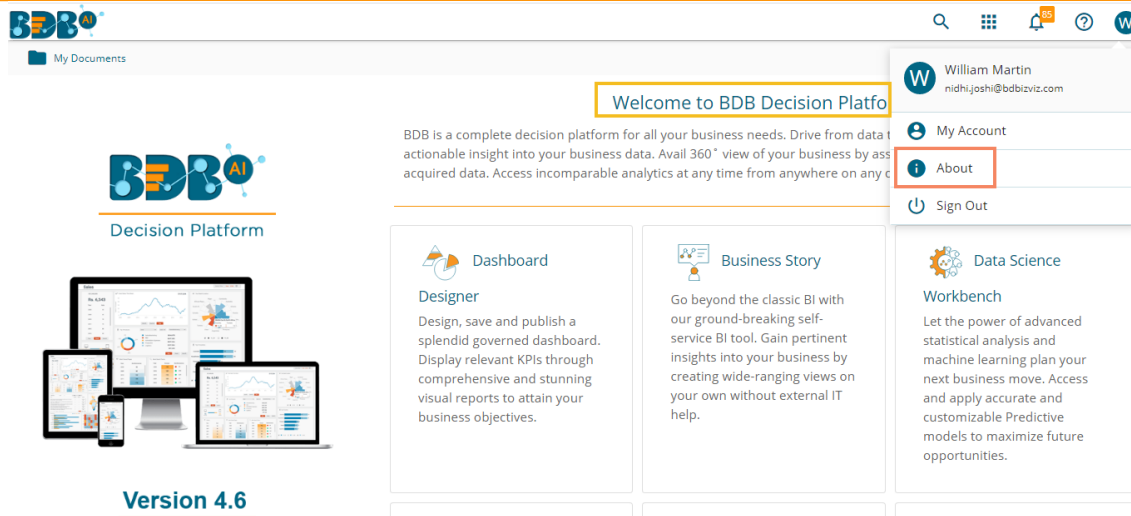 BDB AI
85
W
My Documents
W
William Martin
nidhi.joshi@bdbizviz.com
My Account
About
Sign Out
Welcome to BDB Decision Platfo
BDB is a complete decision platform for all your business needs. Drive from data t
actionable insight into your business data. Avail 360° view of your business by ass
acquired data. Access incomparable analytics at any time from anywhere on any
BDB AI
Decision Platform
Version 4.6
Dashboard
Designer
Design, save and publish a
splendid governed dashboard.
Display relevant KPIs through
comprehensive and stunning
visual reports to attain your
business objectives.
Business Story
Go beyond the classic BI with
our ground-breaking self-
service BI tool. Gain pertinent
insights into your business by
creating wide-ranging views on
your own without external IT
help.
Data Science
Workbench
Let the power of advanced
statistical analysis and
machine learning plan your
next business move. Access
and apply accurate and
customizable Predictive
models to maximize future
opportunities.